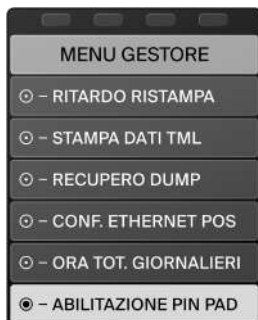 MENU GESTORE
– RITARDO RISTAMPA
– STAMPA DATI TML
– RECUPERO DUMP
– CONF. ETHERNET POS
– ORA TOT. GIORNALIERI
– ABILITAZIONE PIN PAD